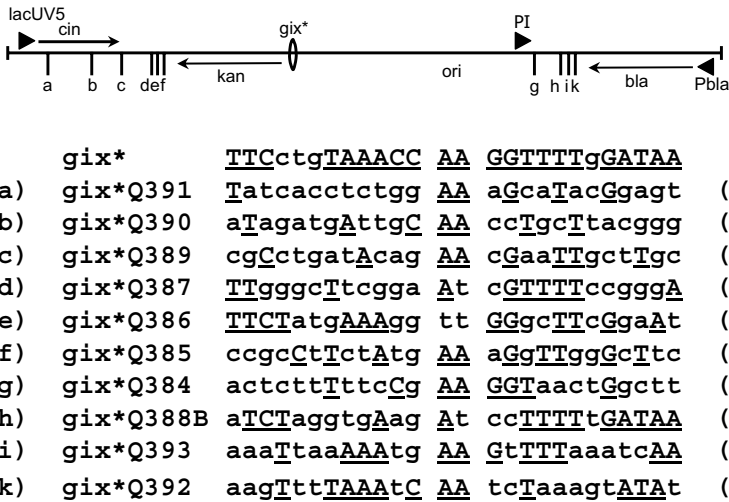 lacUV5
cin
gix*
PI
a b c def kan ori g h i k bla Pbla
gix* TTCctgTAAACC AA GGTTTTgGATAA
a) gix*Q391 Tatcacctctgg AA aGcaTacGgagt (
b) gix*Q390 aTagatgAttgC AA ccTgcTtacggg (
c) gix*Q389 cgCctgatAcag AA cGaaTTgctTgc (
d) gix*Q387 TTgggcTtcgga At cGTTTTccgggA (
e) gix*Q386 TTCTatgAAAgg tt GGgcTTcGgaAt (
f) gix*Q385 ccgcCtTctAtg AA aGgTTggGcTtc (
g) gix*Q384 actcttTttcCg AA GGTaactGgctt (
h) gix*Q388B aTCTaggtgAag At ccTTTTtGATAA (
i) gix*Q393 aaaTtaaAAAtg AA GtTTTaaatcAA (
k) gix*Q392 aagTttTAAAtC AA tcTaaagtATAt (